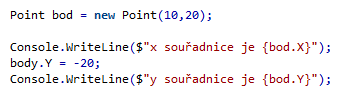 Point bod = new Point(10,20);
Console.WriteLine($"x souřadnice je {bod.X}");
body.Y = -20;
Console.WriteLine($"y souřadnice je {bod.Y}");